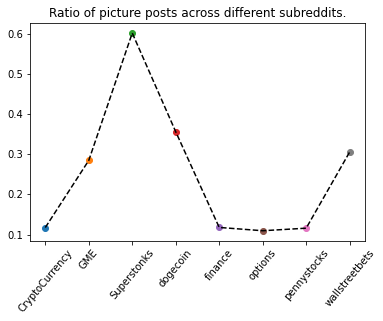 Ratio of picture posts across different subreddits.
0.6
0.5
0.4
0.3
0.2
0.1
CryptoCurrency
GME
Superstonks
dogecoin
finance
options
pennystocks
wallstreetbets